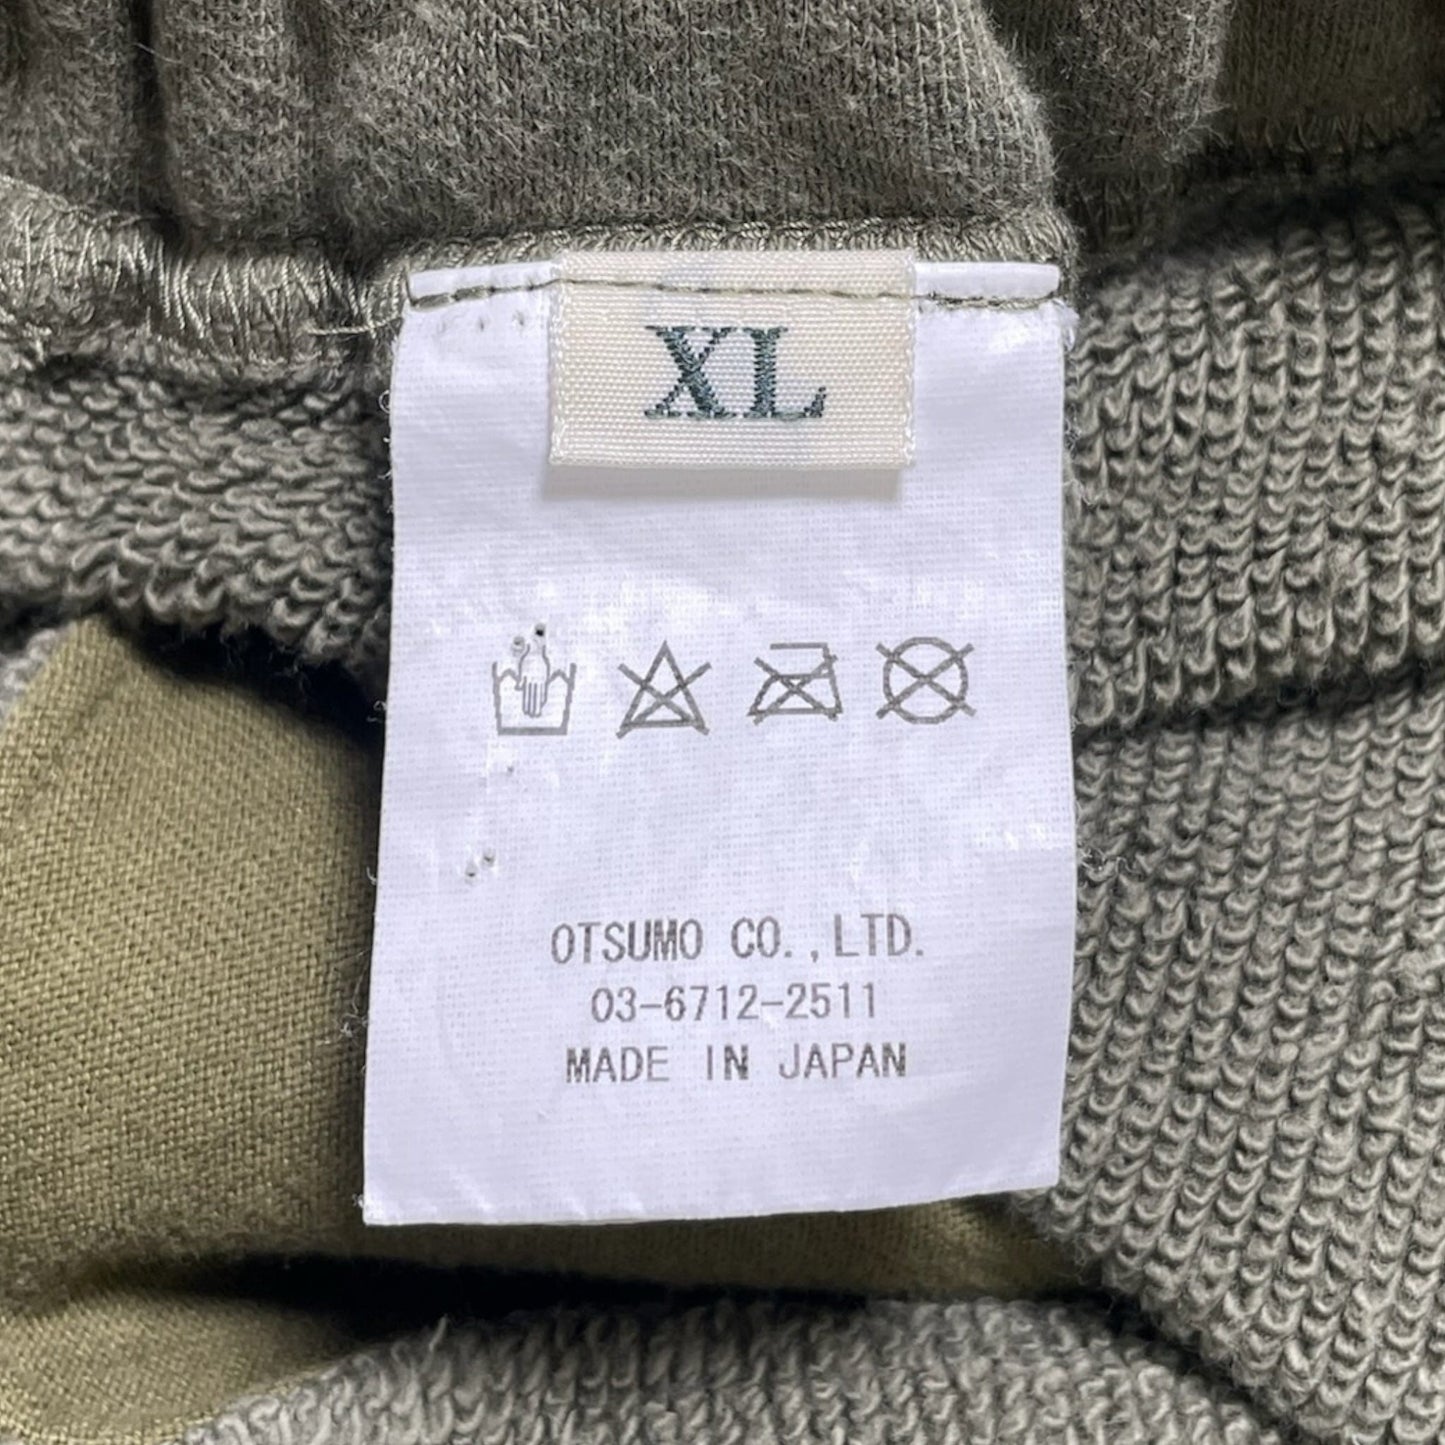 XL
OTSUMO CO.,LTD.
03-6712-2511
MADE IN JAPAN